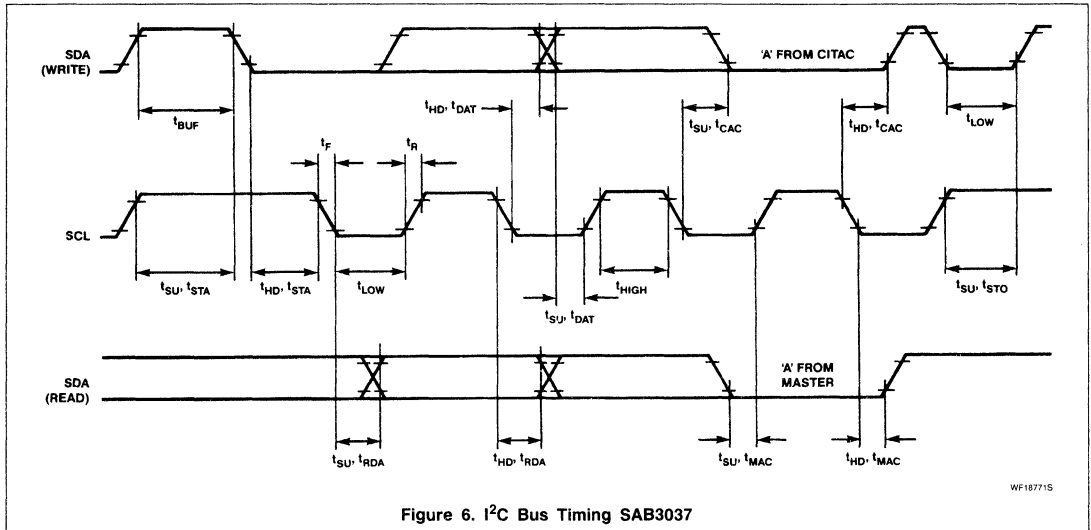 SDA
(WRITE)
'A' FROM CITAC
tBUF
tHD, tDAT
tSU, tCAC
tHD, tCAC
tLOW
tF
tR
SCL
tSU, tSTA
tHD, tSTA
tLOW
tSU, tDAT
tHIGH
tSU, tSTO
SDA
(READ)
'A' FROM
MASTER
tSU, tRDA
tHD, tRDA
tSU, tMAC
tHD, tMAC
WF18771S
Figure 6. I²C Bus Timing SAB3037